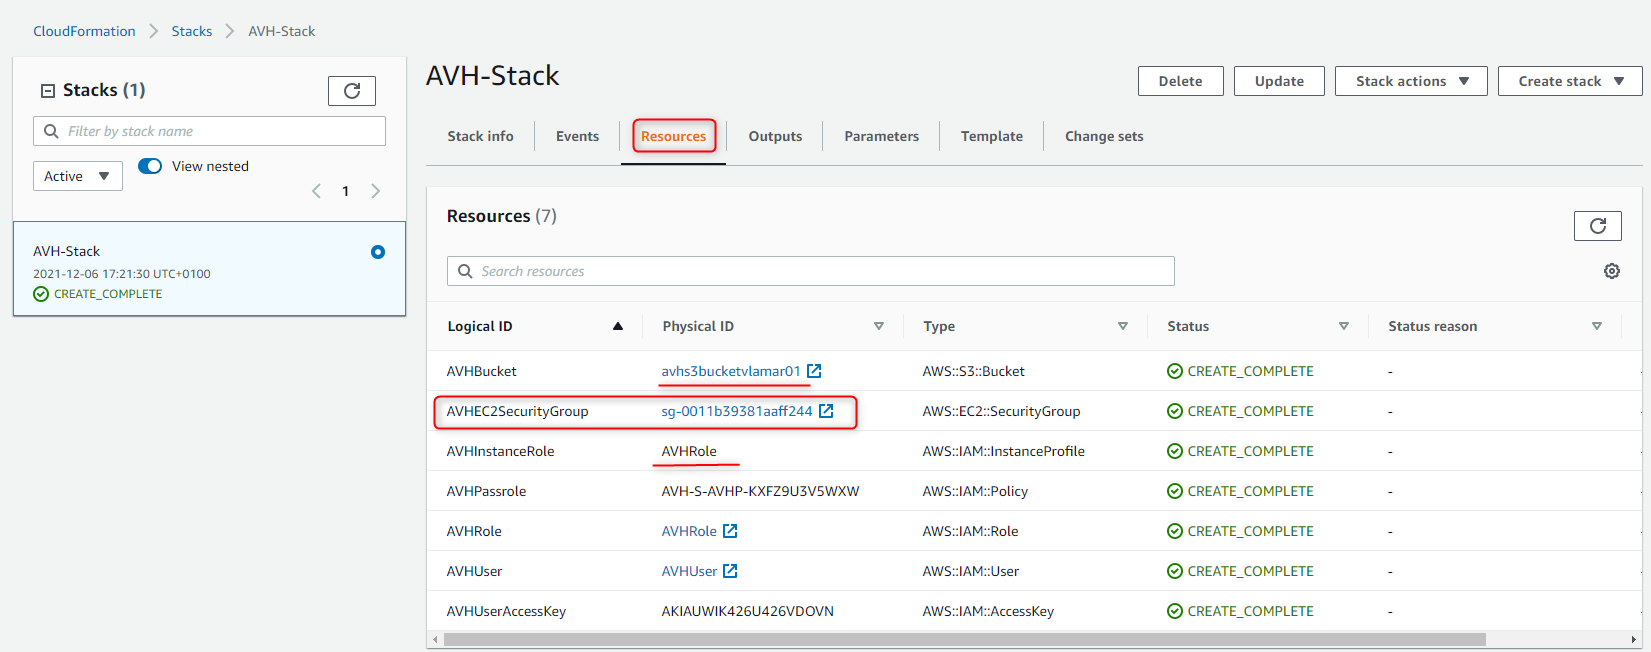 CloudFormation > Stacks > AVH-Stack
Stacks (1)
Filter by stack name
Active
View nested
1
AVH-Stack
2021-12-06 17:21:30 UTC+0100
CREATE_COMPLETE
AVH-Stack
Delete Update Stack actions Create stack
Stack info Events Resources Outputs Parameters Template Change sets
Resources (7)
Search resources
Logical ID Physical ID Type Status Status reason
AVHBucket avhs3bucketvlamar01 AWS::S3::Bucket CREATE_COMPLETE -
AVHEC2SecurityGroup sg-0011b39381aaff244 AWS::EC2::SecurityGroup CREATE_COMPLETE -
AVHInstanceRole AVHRole AWS::IAM::InstanceProfile CREATE_COMPLETE -
AVHPassrole AVH-S-AVHP-KXFZ9U3V5WXW AWS::IAM::Policy CREATE_COMPLETE -
AVHRole AVHRole AWS::IAM::Role CREATE_COMPLETE -
AVHUser AVHUser AWS::IAM::User CREATE_COMPLETE -
AVHUserAccessKey AKIAUWIK426U426VDOVN AWS::IAM::AccessKey CREATE_COMPLETE -